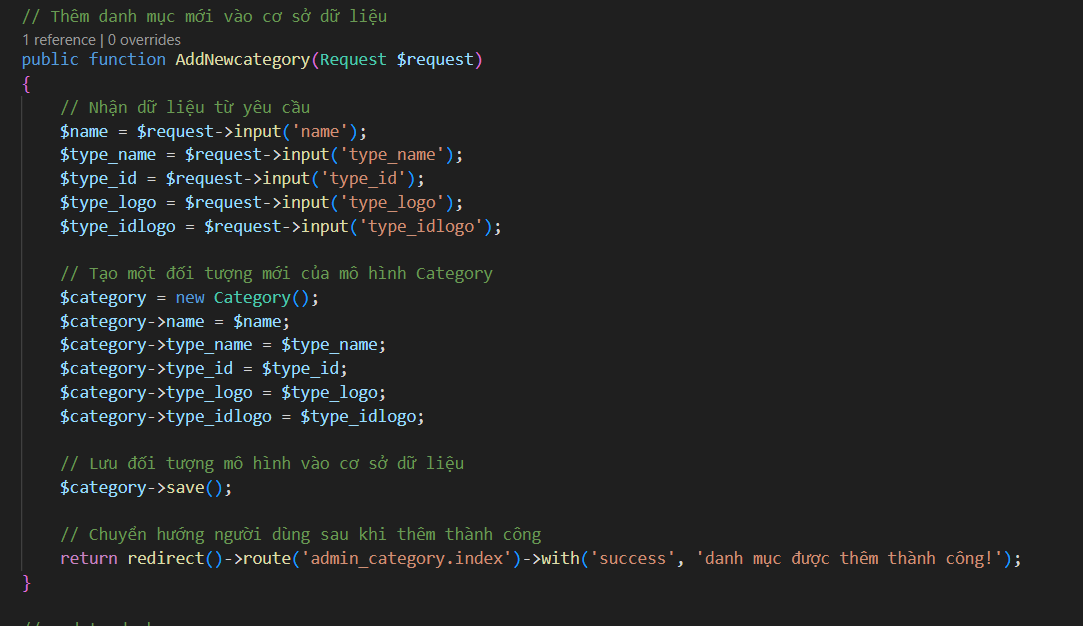 // Thêm danh mục mới vào cơ sở dữ liệu
1 reference | 0 overrides
public function AddNewcategory(Request $request)
{
    // Nhận dữ liệu từ yêu cầu
    $name = $request->input('name');
    $type_name = $request->input('type_name');
    $type_id = $request->input('type_id');
    $type_logo = $request->input('type_logo');
    $type_idlogo = $request->input('type_idlogo');

    // Tạo một đối tượng mới của mô hình Category
    $category = new Category();
    $category->name = $name;
    $category->type_name = $type_name;
    $category->type_id = $type_id;
    $category->type_logo = $type_logo;
    $category->type_idlogo = $type_idlogo;

    // Lưu đối tượng mô hình vào cơ sở dữ liệu
    $category->save();

    // Chuyển hướng người dùng sau khi thêm thành công
    return redirect()->route('admin_category.index')->with('success', 'danh mục được thêm thành công!');
}